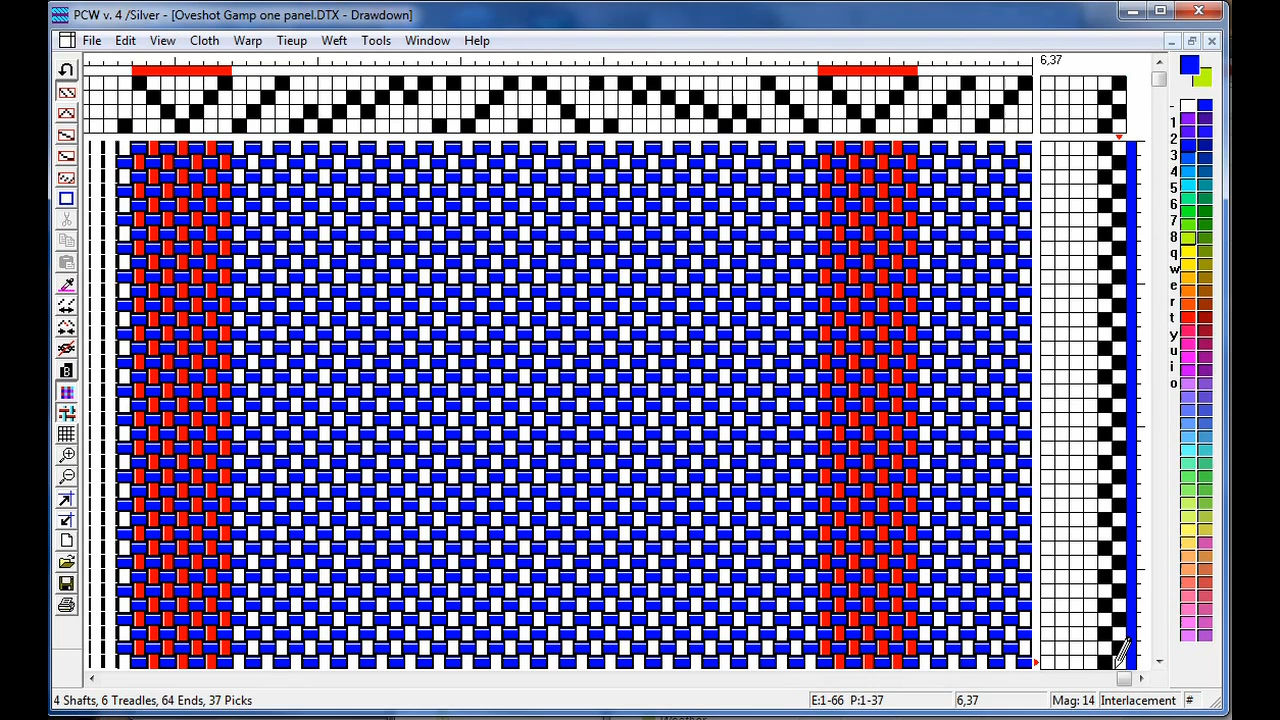 PCW v. 4 /Silver - [Oveshot Gamp one panel.DTX - Drawdown]
File Edit View Cloth Warp Tieup Weft Tools Window Help
6,37
-
1
2
3
4
5
6
7
8
q
w
e
r
t
y
u
i
o
B
4 Shafts, 6 Treadles, 64 Ends, 37 Picks E:1-66 P:1-37 6,37 Mag: 14 Interlacement #